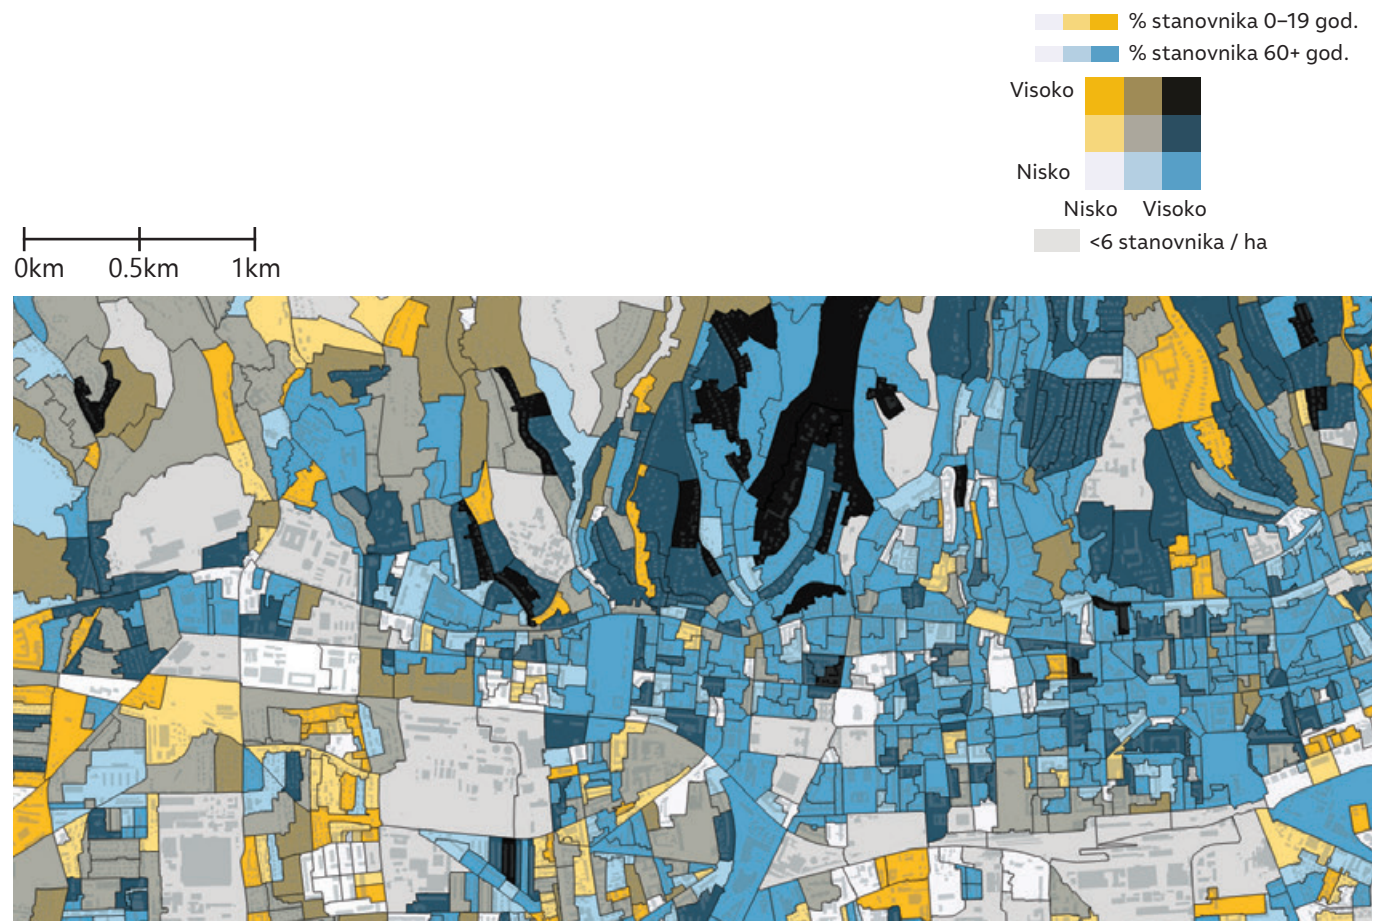 % stanovnika 0–19 god.
% stanovnika 60+ god.
Visoko
Nisko
Nisko Visoko
<6 stanovnika / ha
0km 0.5km 1km